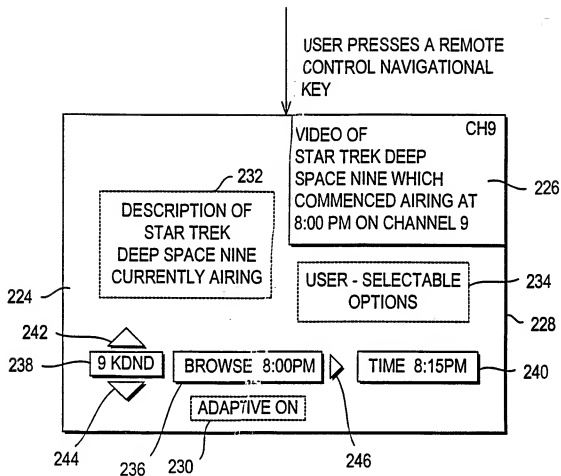 USER PRESSES A REMOTE
CONTROL NAVIGATIONAL
KEY
CH9
VIDEO OF
STAR TREK DEEP
SPACE NINE WHICH
COMMENCED AIRING AT
8:00 PM ON CHANNEL 9
226
232
DESCRIPTION OF
STAR TREK
DEEP SPACE NINE
CURRENTLY AIRING
USER - SELECTABLE
OPTIONS
234
224
228
242
238
9 KDND
BROWSE 8:00PM
TIME 8:15PM
240
ADAPTIVE ON
244
236
230
246